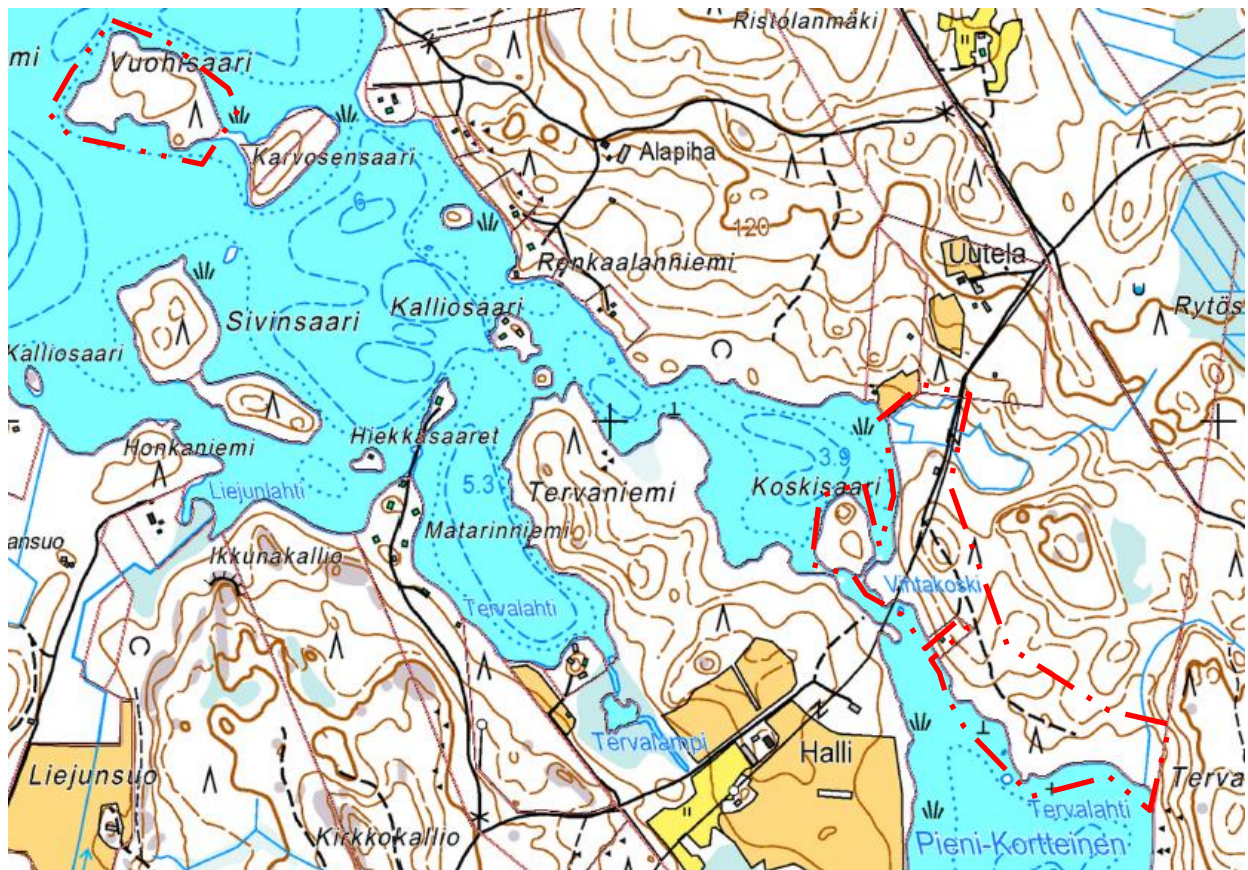 Ristolanmäki
mi
Vuohisaari
Karvosensaari
Alapiha
6
120
Uutela
Renkaalanniemi
Kalliosaari
Sivinsaari
Rytös
Kalliosaari
Honkaniemi
Hiekkasaaret
3.9
Koskisaari
Liejunlahti
5.3
Tervaniemi
Matarinniemi
ansuo
Ikkunakallio
Vihtakoski
Tervalahti
Tervalampi
Halli
Liejunsuo
Terva
Tervalahti
Kirkkokallio
Pieni-Kortteinen